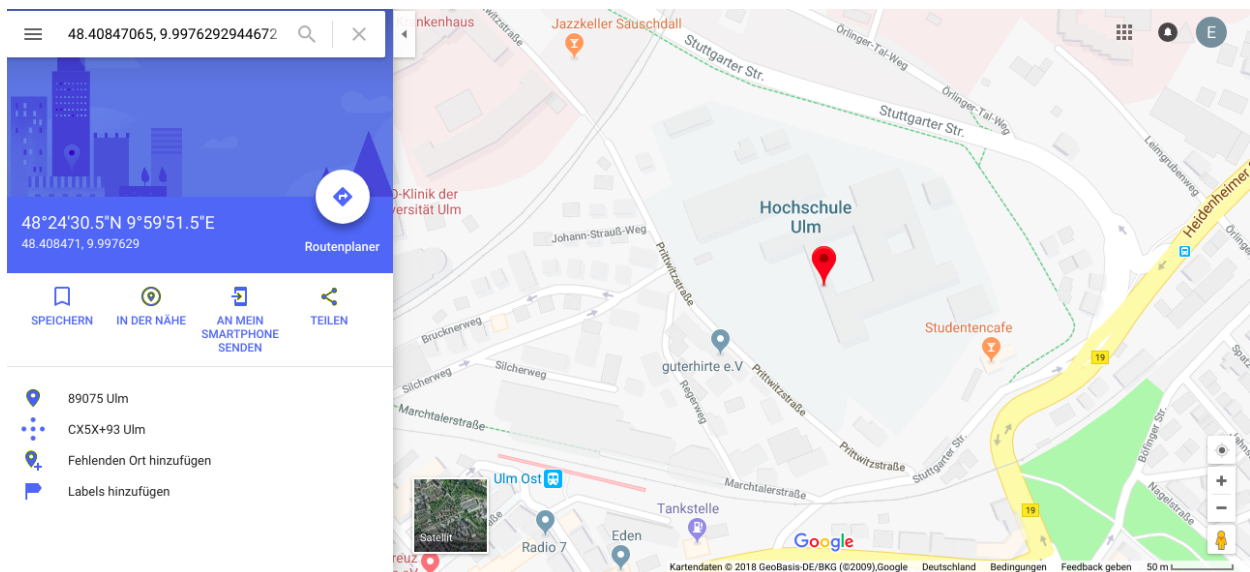 48.40847065, 9.9976292944672
48°24'30.5"N 9°59'51.5"E
48.408471, 9.997629
Routenplaner
SPEICHERN
IN DER NÄHE
AN MEIN
SMARTPHONE
SENDEN
TEILEN
89075 Ulm
CX5X+93 Ulm
Fehlenden Ort hinzufügen
Labels hinzufügen
Jazzkeller Sauschdall
Örlinger-Tal-Weg
E
Stuttgarter Str.
Stuttgarter Str.
Örlinger-Tal-Weg
Leimgrubenweg
Heidenheimer
Hochschule
Ulm
Johann-Strauß-Weg
Prittwitzstraße
Studentencafe
Brucknerweg
guterhirte e.V
19
Silcherweg
Silcherweg
Regerweg
Prittwitzstraße
Marchtalerstraße
Böfinger Str.
Prittwitzstraße
Stuttgarter Str.
Ulm Ost
Marchtalerstraße
Nagelstraße
Tankstelle
19
Satellit
Radio 7
Eden
Google
Kartendaten © 2018 GeoBasis-DE/BKG (©2009),Google Deutschland Bedingungen Feedback geben 50 m